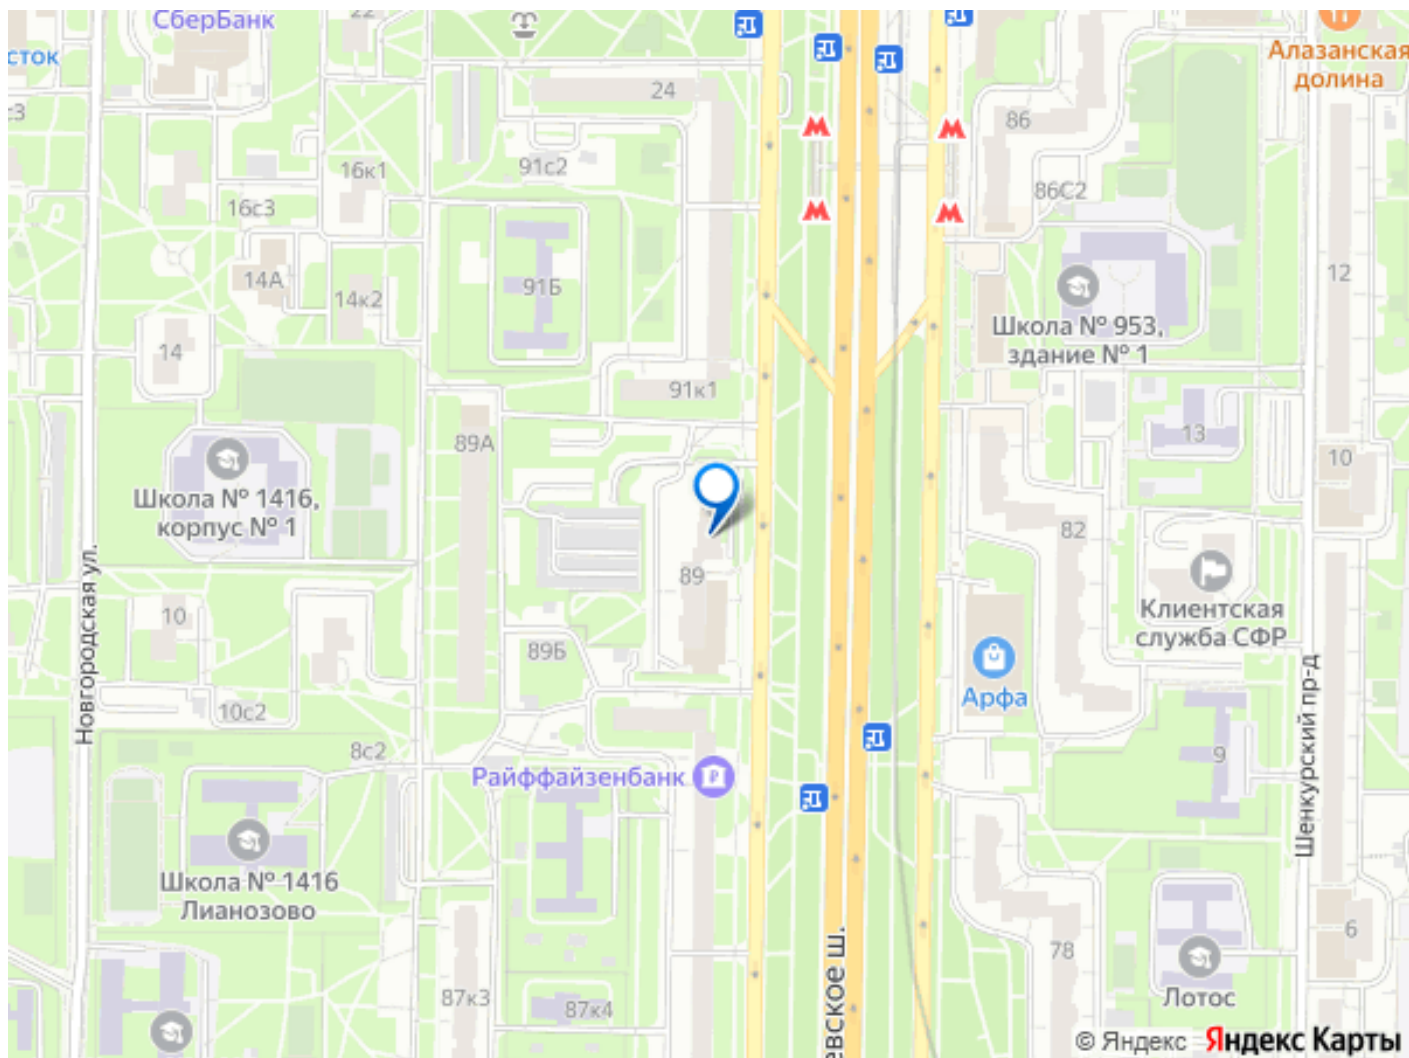 СберБанк
22
сток
с3
24
Алазанская
долина
86
91с2
16к1
86С2
16с3
14А
14к2
91Б
12
Школа № 953,
здание № 1
14
91к1
89А
13
10
Школа № 1416,
корпус № 1
82
89
Клиентская
служба СФР
10
Новгородская ул.
89Б
Арфа
10с2
8с2
Шенкурский пр-д
9
Райффайзенбанк
Школа № 1416
Лианозово
78
6
евское ш.
Лотос
87к3
87к4
© Яндекс Яндекс Карты